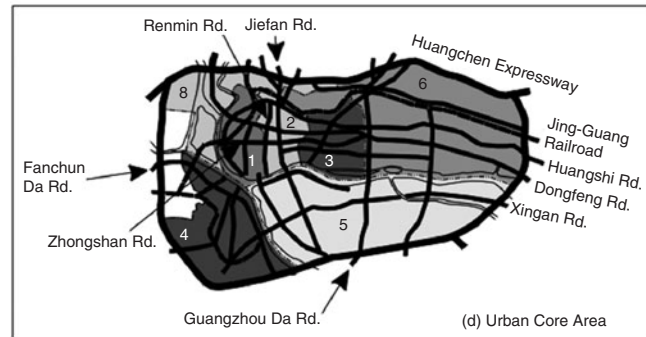 Renmin Rd.
Jiefan Rd.
Huangchen Expressway
Jing-Guang
Railroad
Huangshi Rd.
Dongfeng Rd.
Xingan Rd.
Fanchun
Da Rd.
Zhongshan Rd.
Guangzhou Da Rd.
8
6
2
1
3
5
4
(d) Urban Core Area